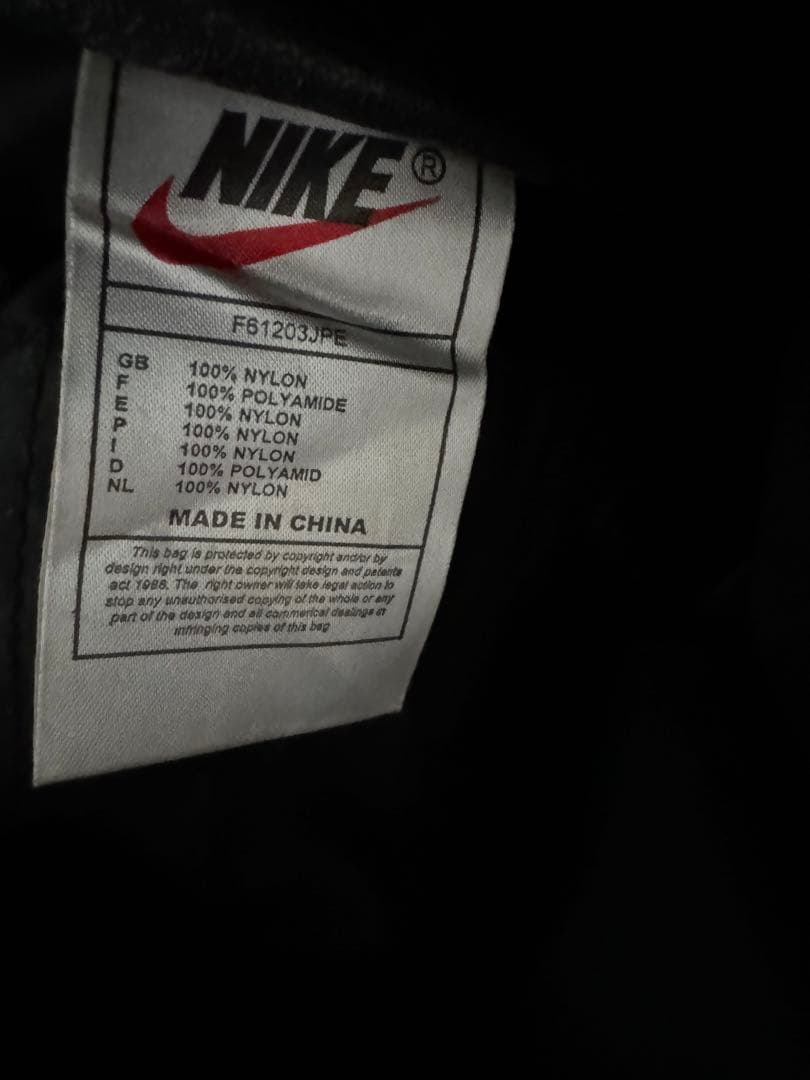 NIKE®
F61203JPE
GB 100% NYLON
F 100% POLYAMIDE
E 100% NYLON
P 100% NYLON
I 100% NYLON
D 100% POLYAMID
NL 100% NYLON
MADE IN CHINA
This bag is protected by copyright and/or by
design right under the copyright design and patents
act 1988. The right owner will take legal action to
stop any unauthorised copying of the whole or any
part of the design and all commerical dealings in
infringing copies of this bag